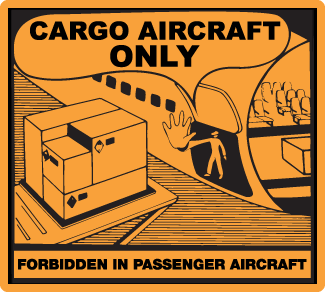 CARGO AIRCRAFT
ONLY
FORBIDDEN IN PASSENGER AIRCRAFT